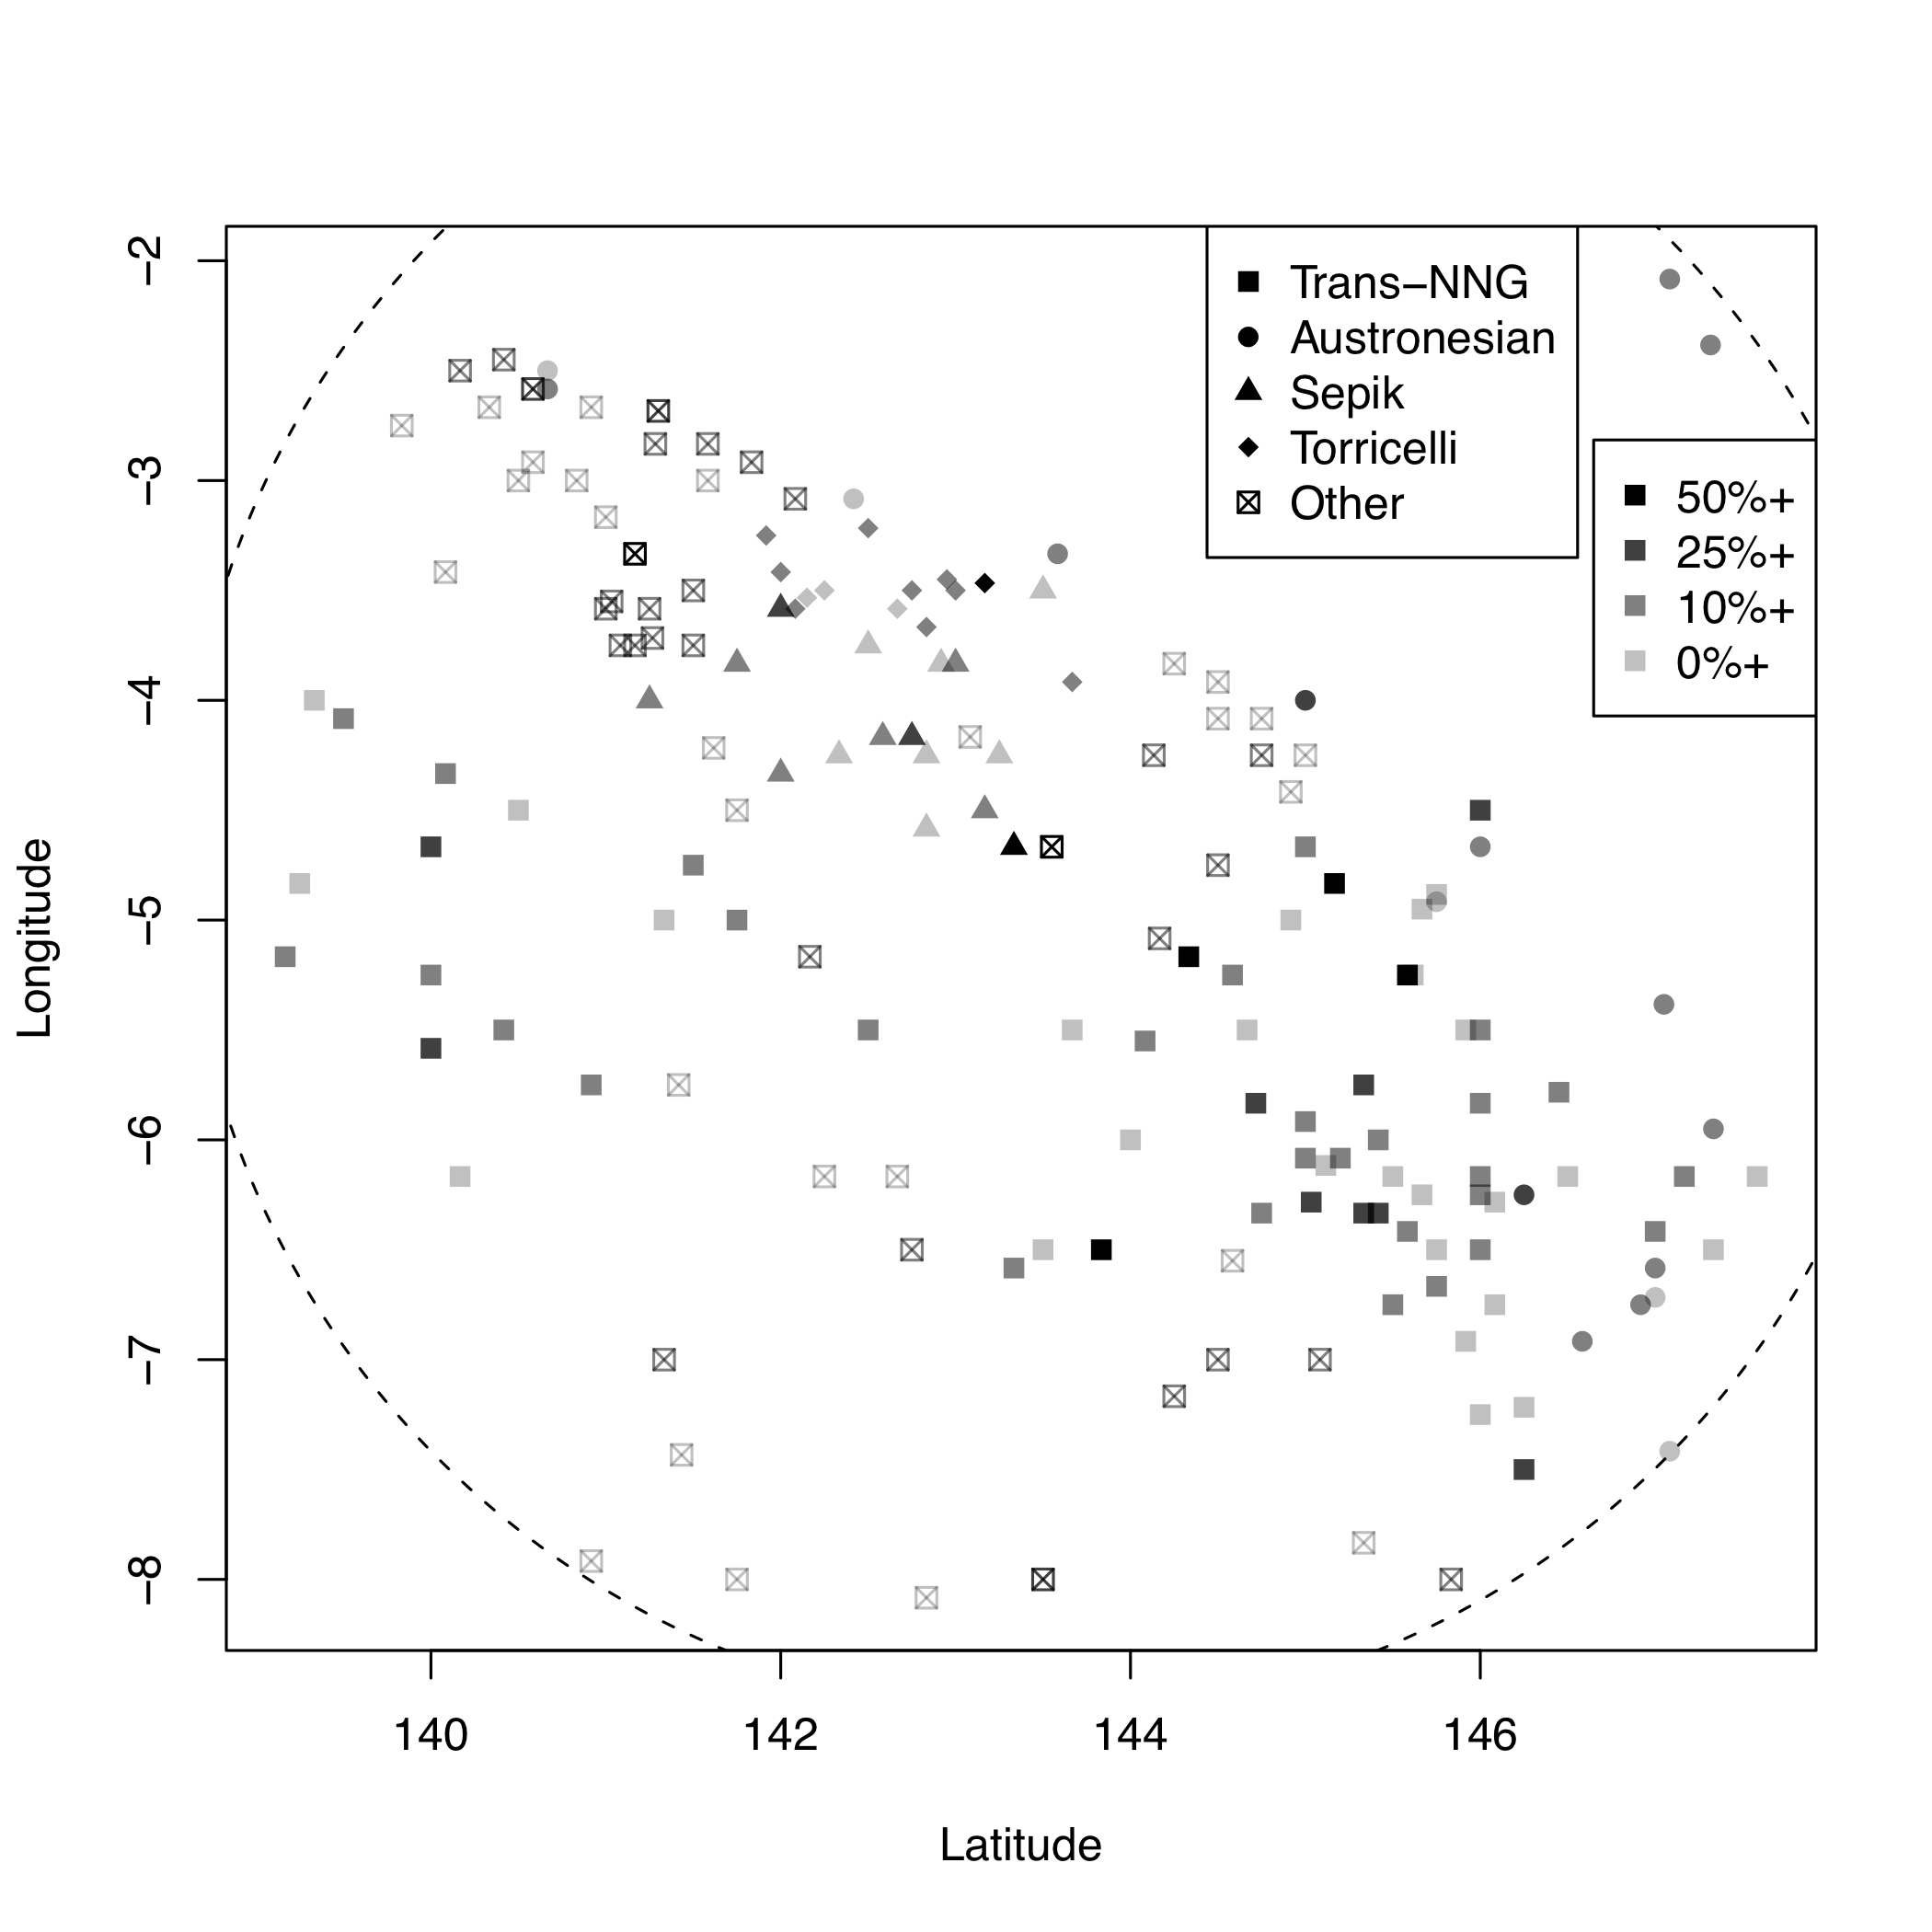 Trans−NNG
Austronesian
Sepik
Torricelli
Other
50%+
25%+
10%+
0%+
−2
−3
−4
−5
−6
−7
−8
Longitude
140
142
144
146
Latitude